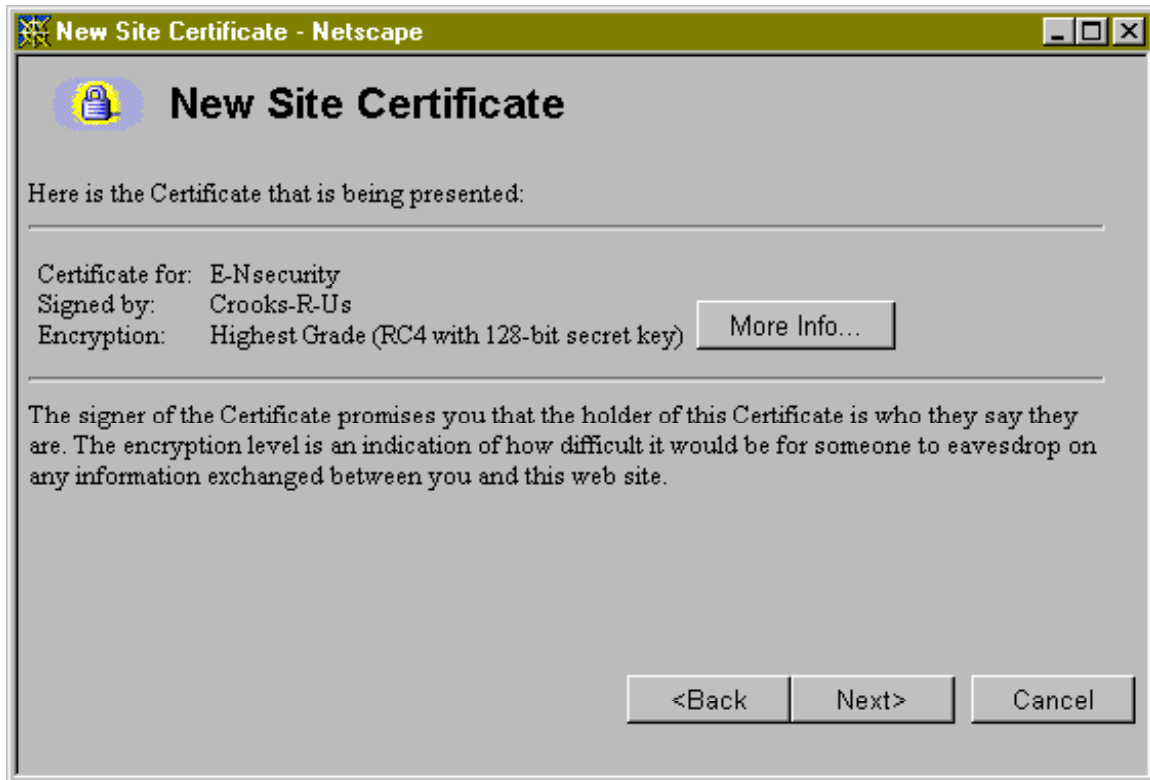 New Site Certificate - Netscape
New Site Certificate
Here is the Certificate that is being presented:
Certificate for: E-Nsecurity
Signed by: Crooks-R-Us
Encryption: Highest Grade (RC4 with 128-bit secret key)
More Info...
The signer of the Certificate promises you that the holder of this Certificate is who they say they
are. The encryption level is an indication of how difficult it would be for someone to eavesdrop on
any information exchanged between you and this web site.
<Back Next> Cancel